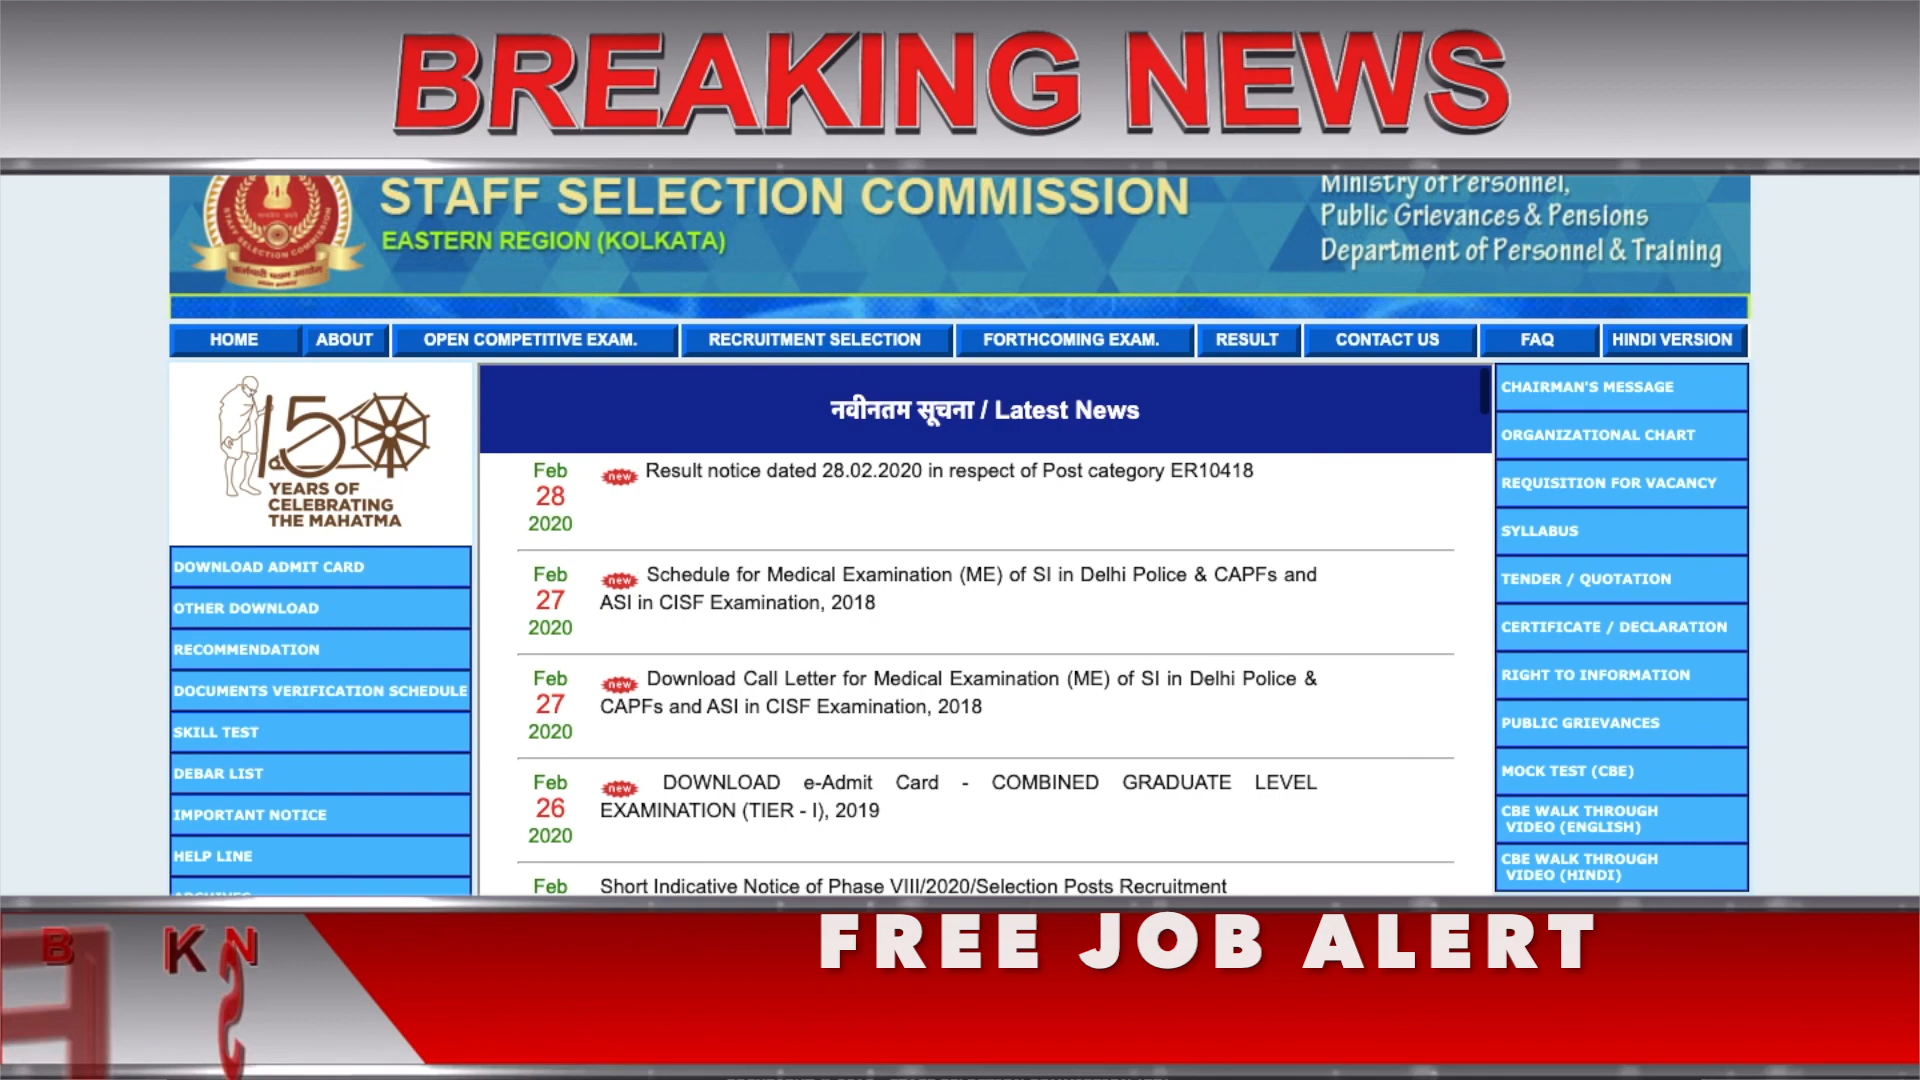 BREAKING NEWS
STAFF SELECTION COMMISSION
EASTERN REGION (KOLKATA)
Ministry of Personnel,
Public Grievances & Pensions
Department of Personnel & Training
STAFF SELECTION COMMISSION
HOME
ABOUT
OPEN COMPETITIVE EXAM.
RECRUITMENT SELECTION
FORTHCOMING EXAM.
RESULT
CONTACT US
FAQ
HINDI VERSION
150
YEARS OF
CELEBRATING
THE MAHATMA
DOWNLOAD ADMIT CARD
OTHER DOWNLOAD
RECOMMENDATION
DOCUMENTS VERIFICATION SCHEDULE
SKILL TEST
DEBAR LIST
IMPORTANT NOTICE
HELP LINE
ARCHIVES
नवीनतम सूचना / Latest News
Feb
28
2020
new Result notice dated 28.02.2020 in respect of Post category ER10418
Feb
27
2020
new Schedule for Medical Examination (ME) of SI in Delhi Police & CAPFs and
ASI in CISF Examination, 2018
Feb
27
2020
new Download Call Letter for Medical Examination (ME) of SI in Delhi Police &
CAPFs and ASI in CISF Examination, 2018
Feb
26
2020
new DOWNLOAD e-Admit Card - COMBINED GRADUATE LEVEL
EXAMINATION (TIER - I), 2019
Feb
Short Indicative Notice of Phase VIII/2020/Selection Posts Recruitment
CHAIRMAN'S MESSAGE
ORGANIZATIONAL CHART
REQUISITION FOR VACANCY
SYLLABUS
TENDER / QUOTATION
CERTIFICATE / DECLARATION
RIGHT TO INFORMATION
PUBLIC GRIEVANCES
MOCK TEST (CBE)
CBE WALK THROUGH
VIDEO (ENGLISH)
CBE WALK THROUGH
VIDEO (HINDI)
B K N S
FREE JOB ALERT